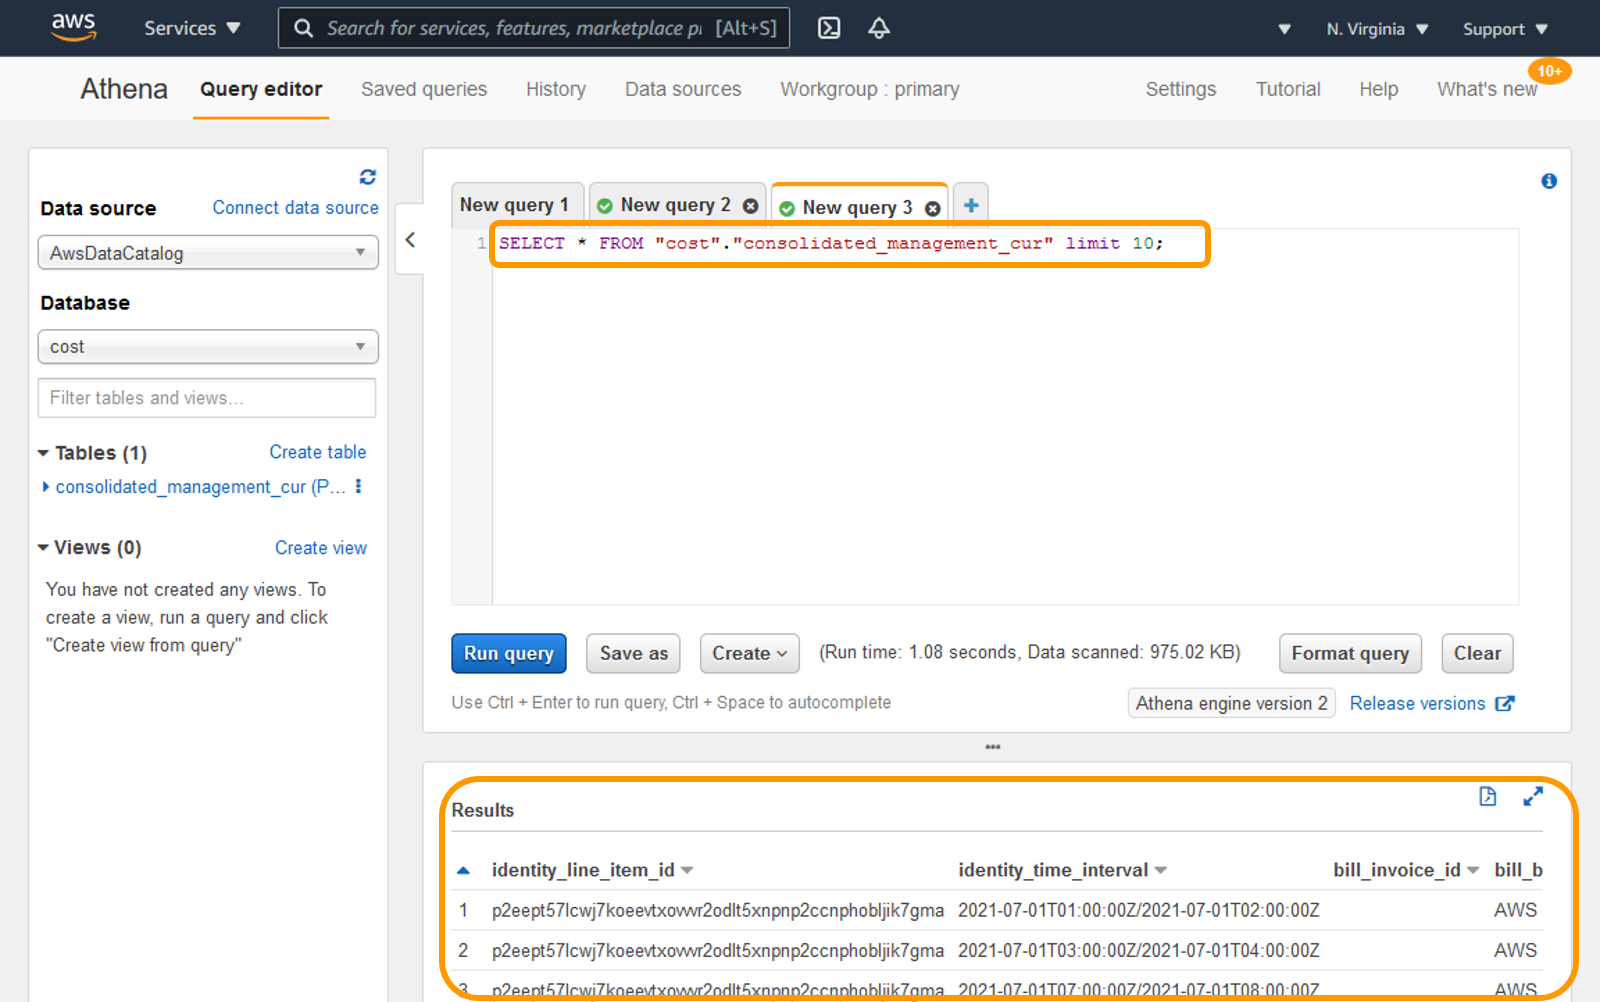 aws Services Search for services, features, marketplace p [Alt+S] N. Virginia Support
10+
Athena Query editor Saved queries History Data sources Workgroup : primary Settings Tutorial Help What's new
Data source Connect data source
AwsDataCatalog
Database
cost
Filter tables and views...
Tables (1) Create table
consolidated_management_cur (P...
Views (0) Create view
You have not created any views. To
create a view, run a query and click
"Create view from query"
New query 1 New query 2 New query 3
1 SELECT * FROM "cost"."consolidated_management_cur" limit 10;
Run query Save as Create (Run time: 1.08 seconds, Data scanned: 975.02 KB) Format query Clear
Use Ctrl + Enter to run query, Ctrl + Space to autocomplete Athena engine version 2 Release versions
Results
identity_line_item_id identity_time_interval bill_invoice_id bill_b
1 2021-07-01T01:00:00Z/2021-07-01T02:00:00Z AWS
2 2021-07-01T03:00:00Z/2021-07-01T04:00:00Z AWS
3 2021-07-01T07:00:00Z/2021-07-01T08:00:00Z AWS